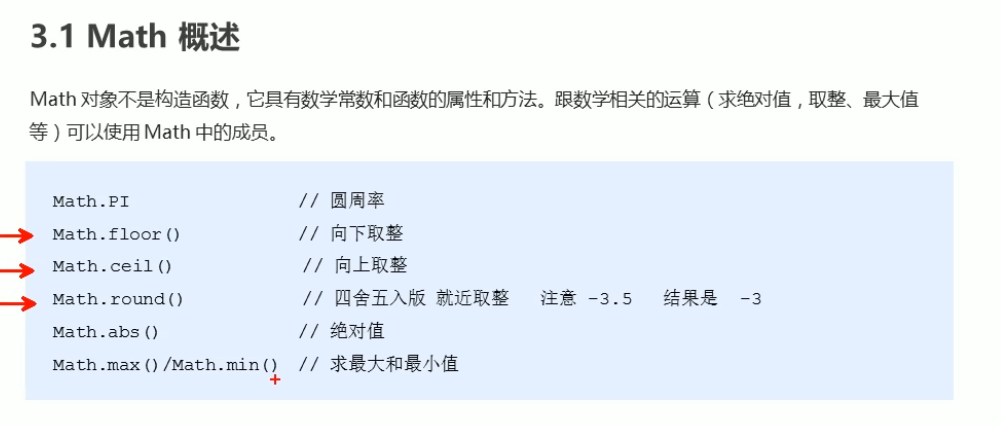 3.1 Math 概述
Math 对象不是构造函数，它具有数学常数和函数的属性和方法。跟数学相关的运算（求绝对值，取整、最大值
等）可以使用 Math 中的成员。
Math.PI // 圆周率
Math.floor() // 向下取整
Math.ceil() // 向上取整
Math.round() // 四舍五入版 就近取整 注意 -3.5 结果是 -3
Math.abs() // 绝对值
Math.max()/Math.min() // 求最大和最小值